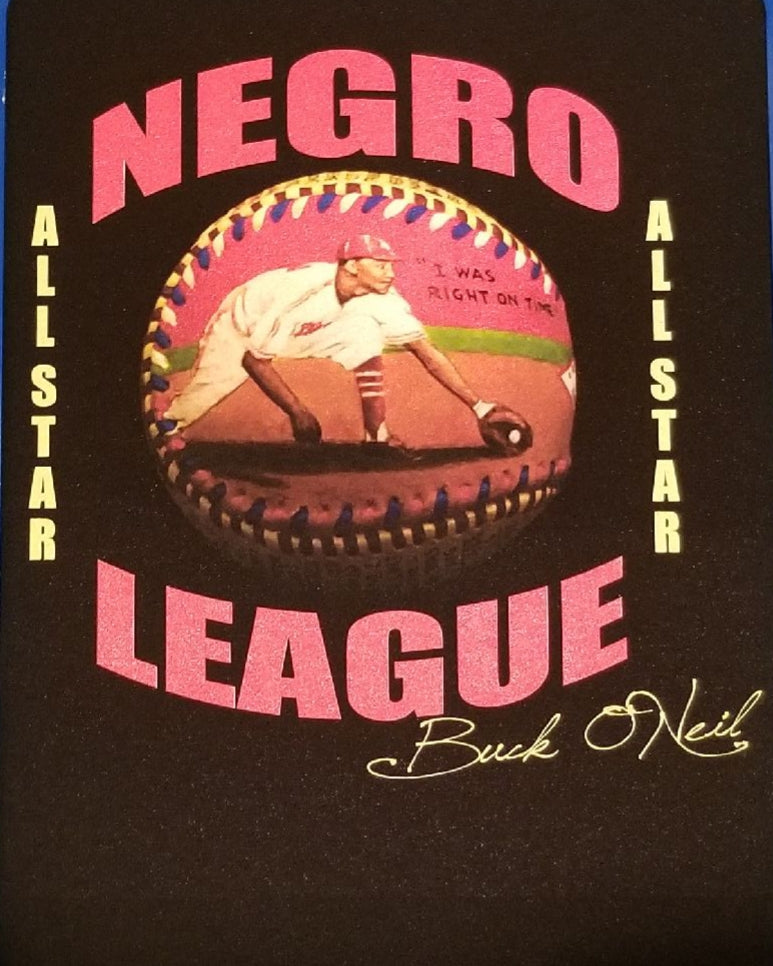 NEGRO
ALL STAR
ALL STAR
"I WAS
RIGHT ON TIME
LEAGUE
Buck O'Neil